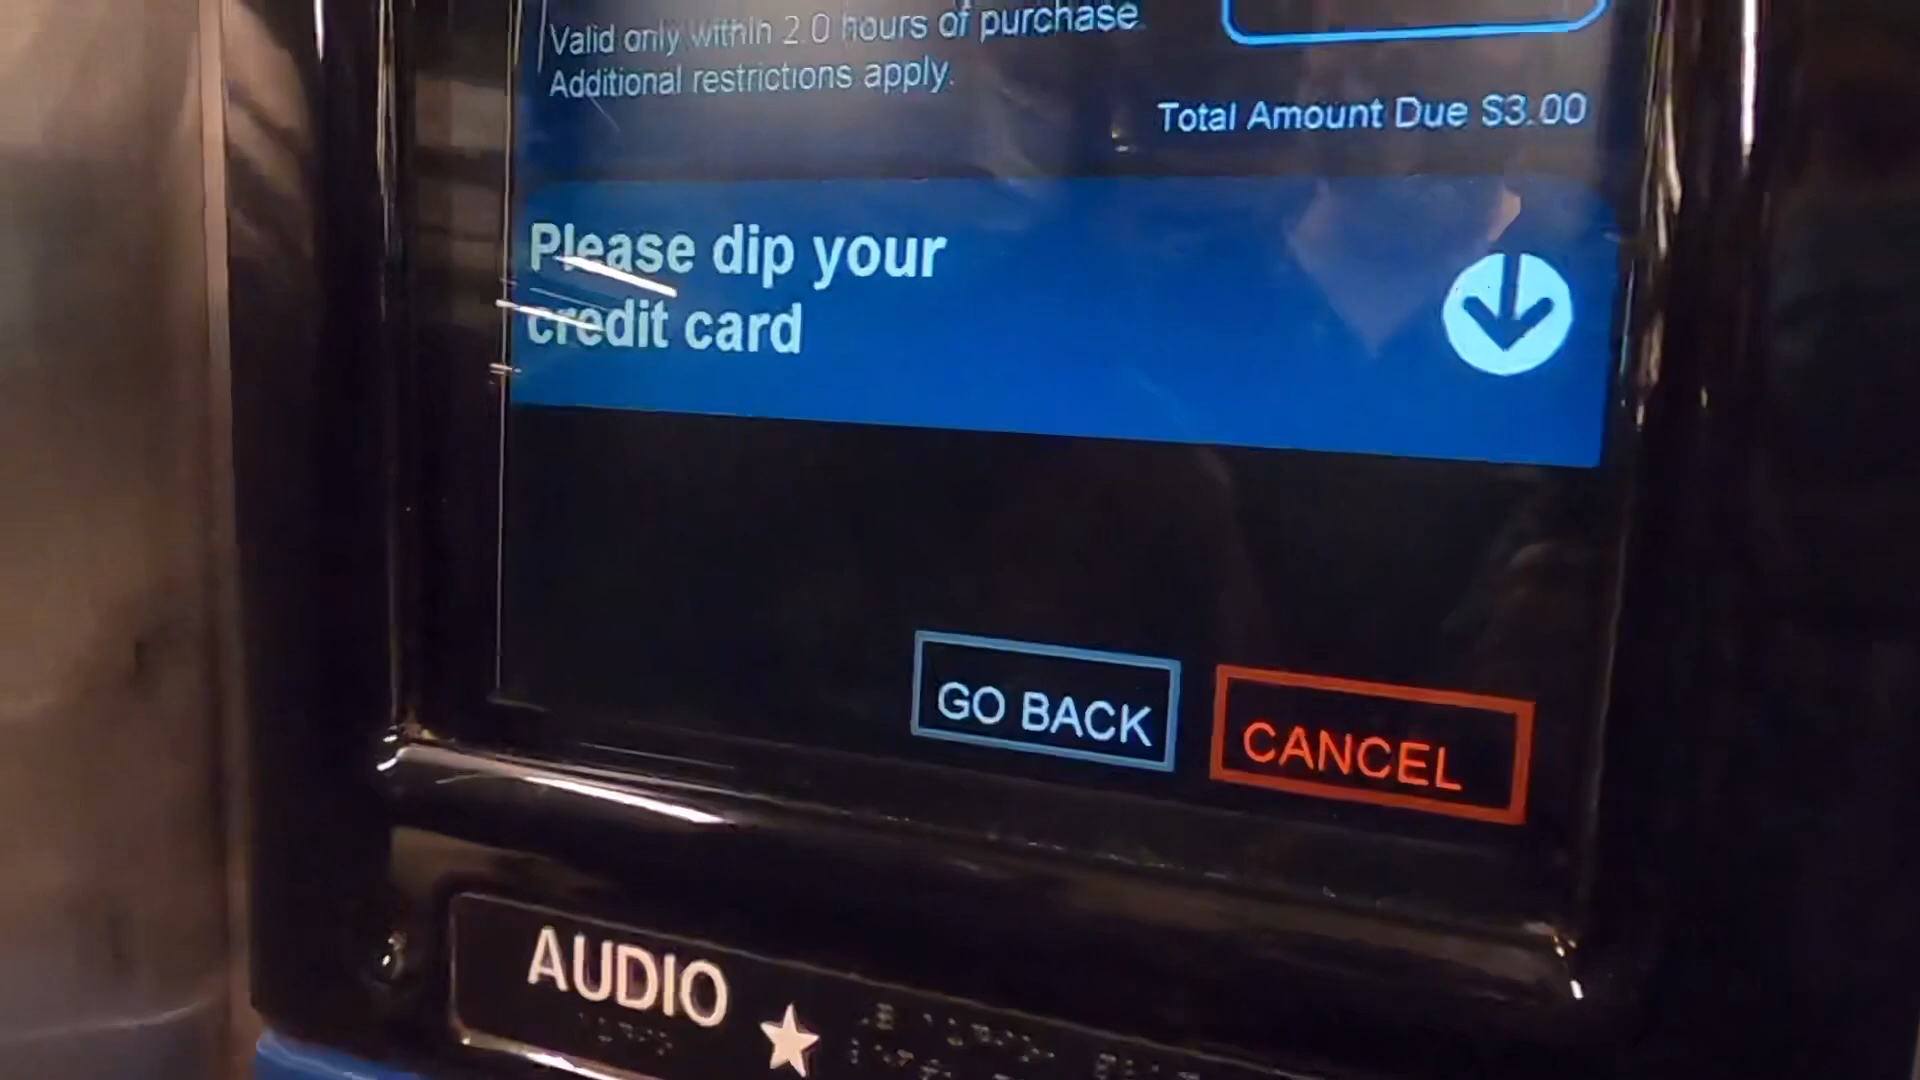 Valid only within 2.0 hours of purchase
Additional restrictions apply.
Total Amount Due $3.00
Please dip your
credit card
GO BACK
CANCEL
AUDIO